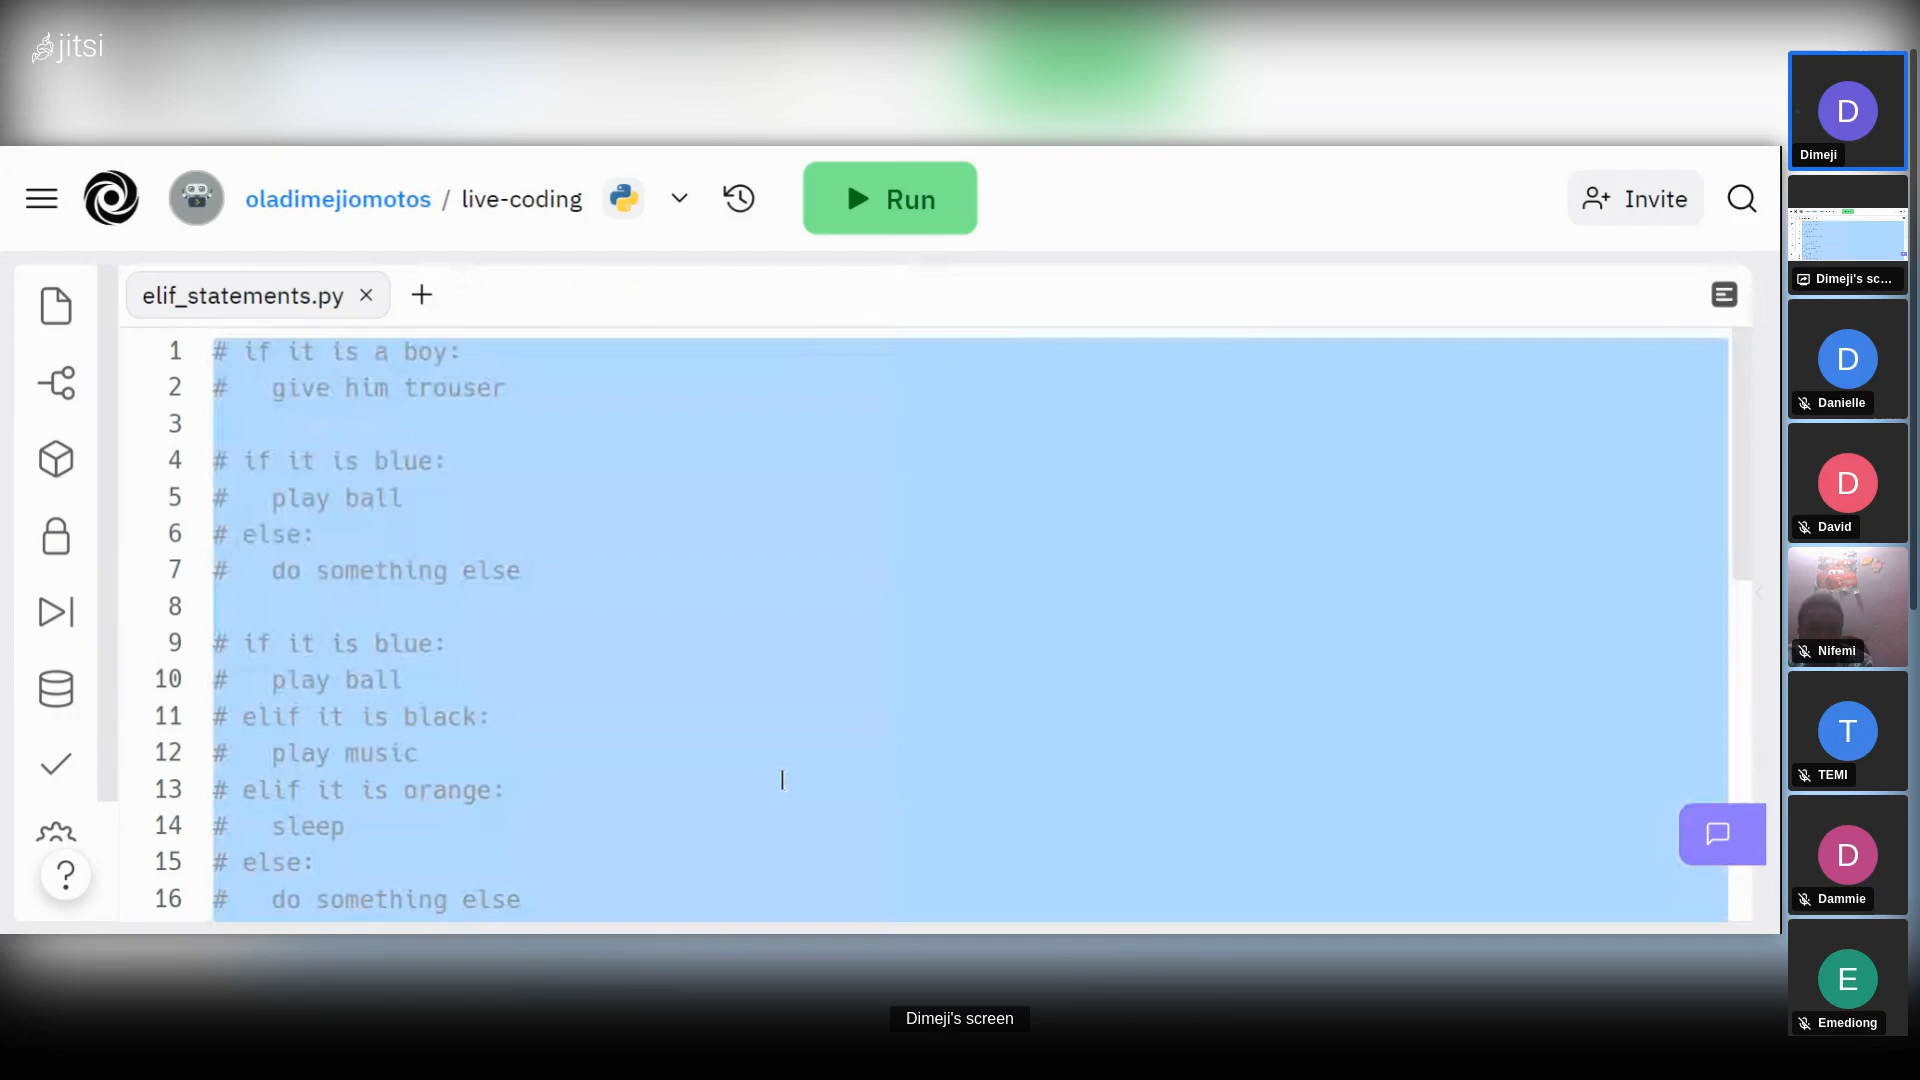 jitsi
oladimejiomotos / live-coding
Run
Invite
elif_statements.py
1 # if it is a boy:
2 #   give him trouser
3
4 # if it is blue:
5 #   play ball
6 # else:
7 #   do something else
8
9 # if it is blue:
10 #   play ball
11 # elif it is black:
12 #   play music
13 # elif it is orange:
14 #   sleep
15 # else:
16 #   do something else
?
Dimeji's screen
D
Dimeji
Dimeji's sc...
D
Danielle
D
David
Nifemi
T
TEMI
D
Dammie
E
Emediong